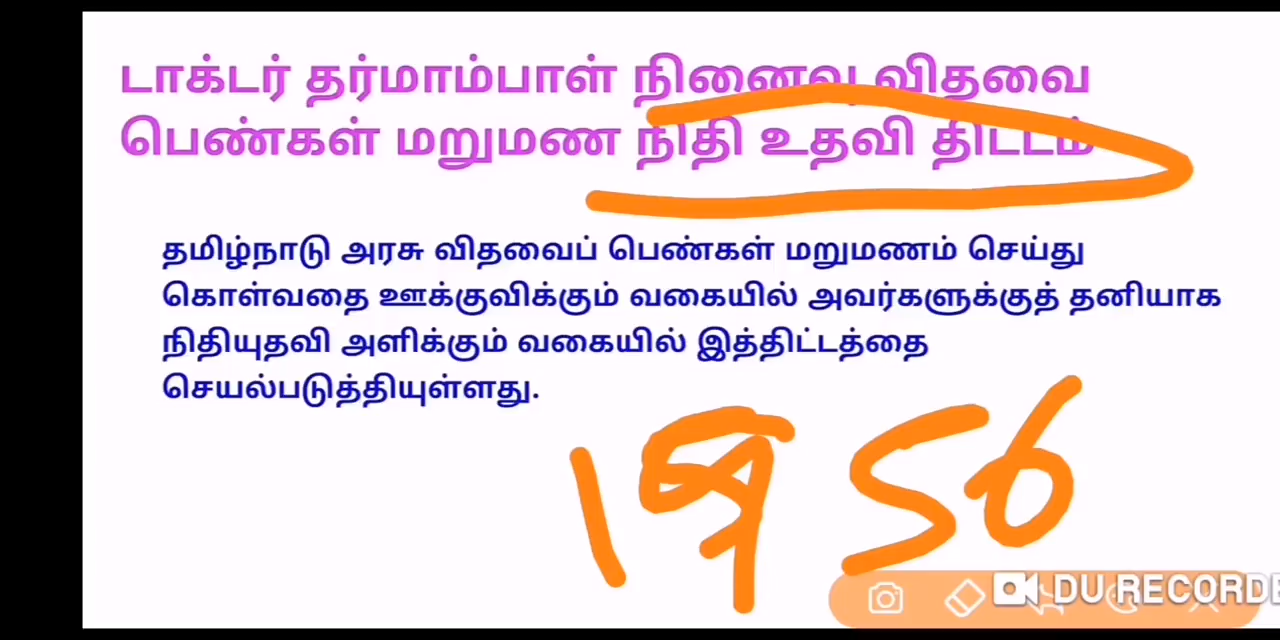 டாக்டர் தர்மாம்பாள் நினைவு விதவை
பெண்கள் மறுமண நிதி உதவி திட்டம்
தமிழ்நாடு அரசு விதவைப் பெண்கள் மறுமணம் செய்து
கொள்வதை ஊக்குவிக்கும் வகையில் அவர்களுக்குத் தனியாக
நிதியுதவி அளிக்கும் வகையில் இத்திட்டத்தை
செயல்படுத்தியுள்ளது.
1956
DU RECORDE